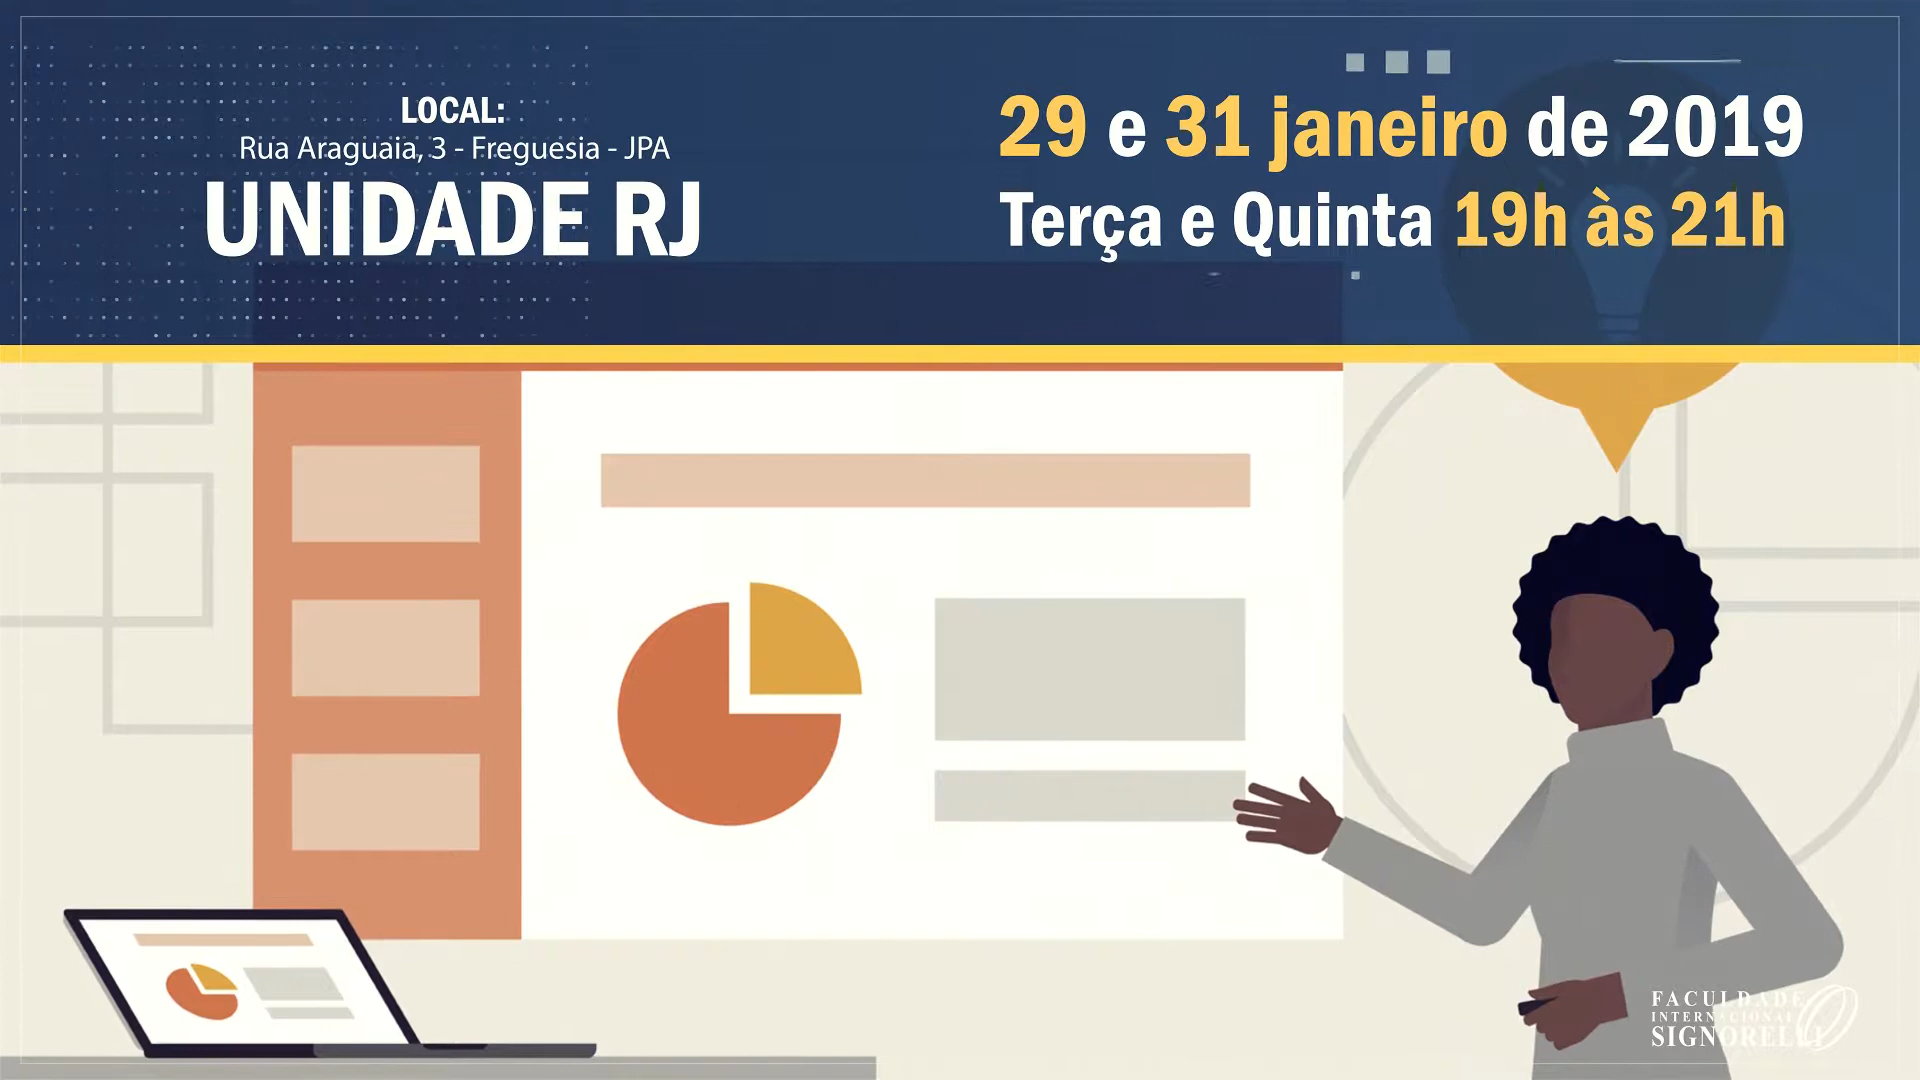 LOCAL:
Rua Araguaia, 3 - Freguesia - JPA
UNIDADE RJ
29 e 31 janeiro de 2019
Terça e Quinta 19h às 21h
FACULDADE
INTERNACIONAL
SIGNORELLI